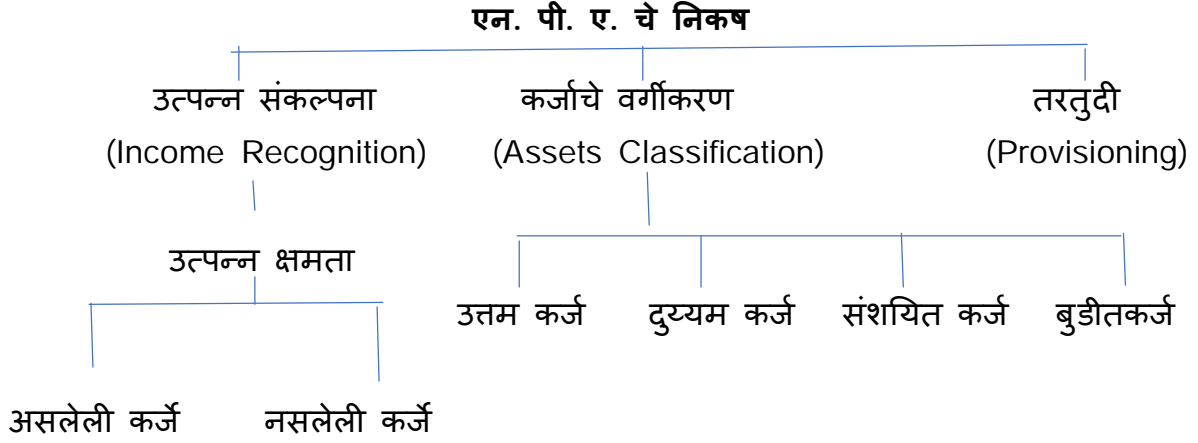 एन. पी. ए. चे निकष
उत्पन्न संकल्पना कर्जाचे वर्गीकरण तरतुदी
(Income Recognition) (Assets Classification) (Provisioning)
उत्पन्न क्षमता
उत्तम कर्ज दुय्यम कर्ज संशयित कर्ज बुडीतकर्ज
असलेली कर्जे नसलेली कर्जे